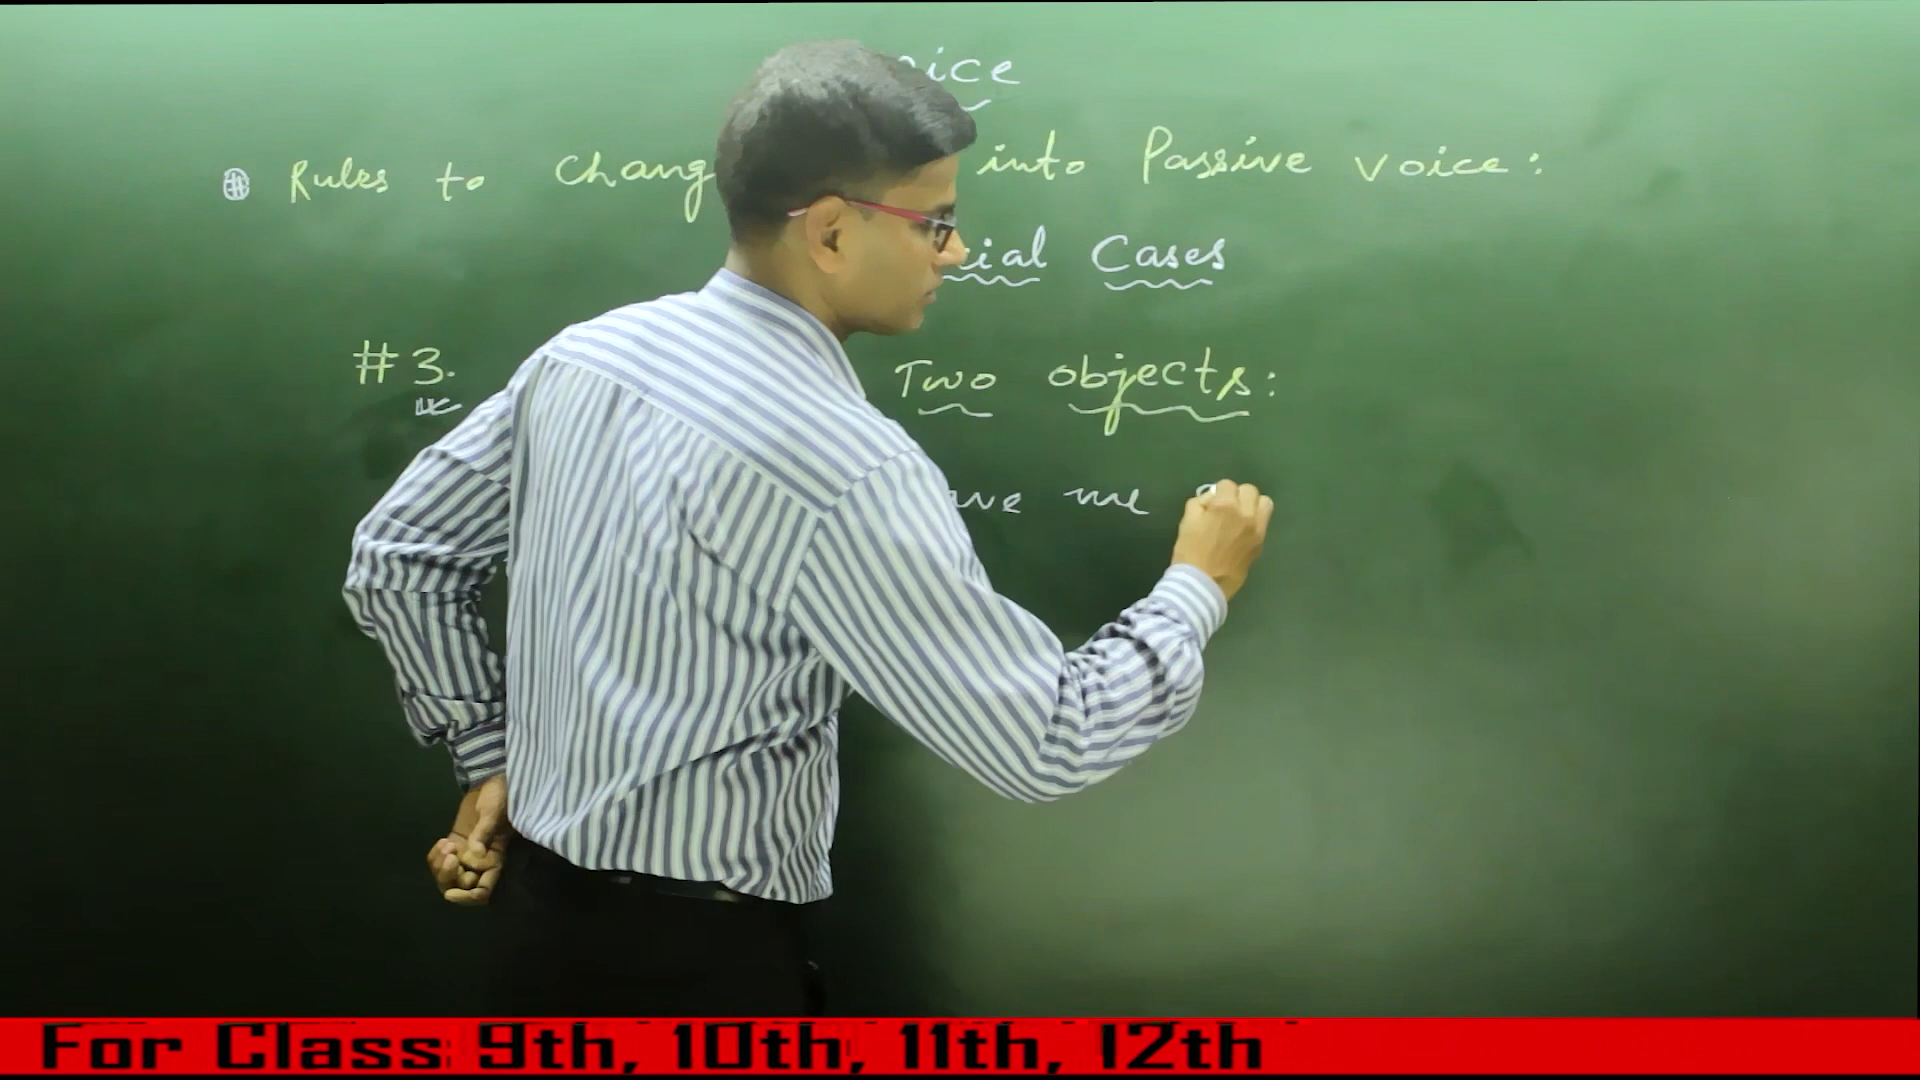 oice
Rules to Chang into Passive voice:
cial Cases
#3. Two objects:
ave me
For Class 9th, 10th, 11th, 12th